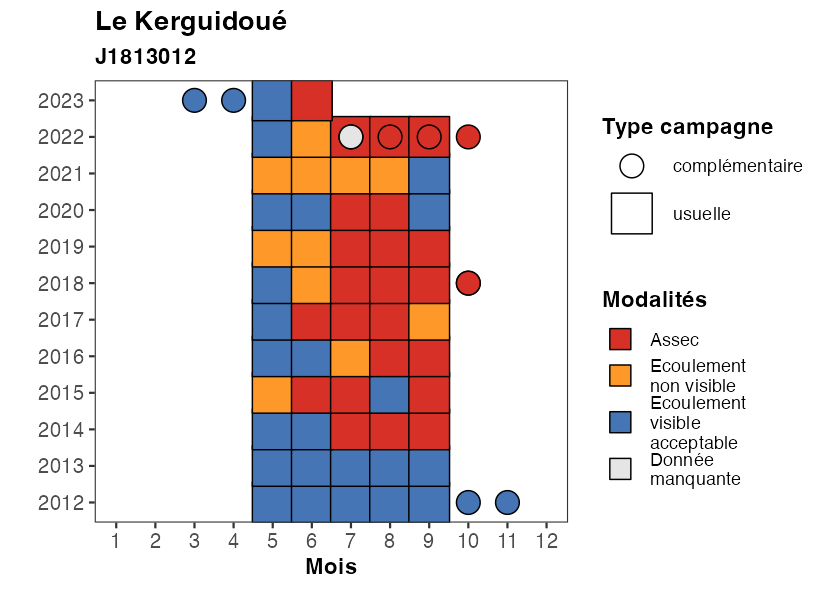 Le Kerguidoué
J1813012
2023
2022
2021
2020
2019
2018
2017
2016
2015
2014
2013
2012
1 2 3 4 5 6 7 8 9 10 11 12
Mois
Type campagne
complémentaire
usuelle
Modalités
Assec
Ecoulement
non visible
Ecoulement
visible
acceptable
Donnée
manquante